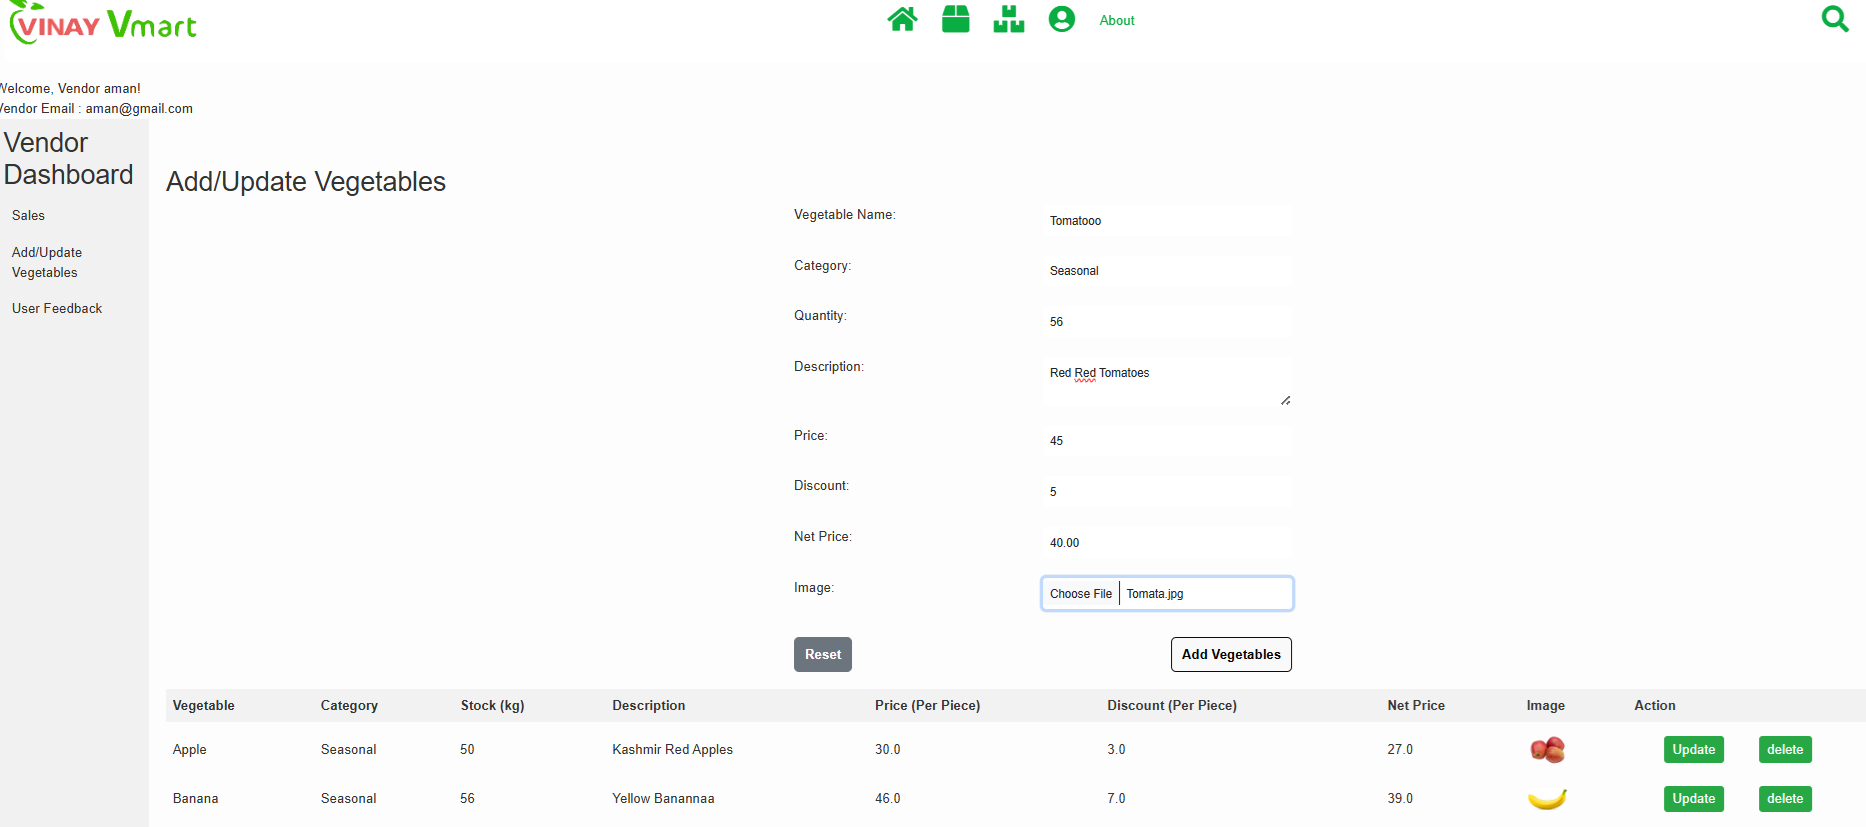 VINAY Vmart
About
Welcome, Vendor aman!
Vendor Email : aman@gmail.com
Vendor
Dashboard
Sales
Add/Update
Vegetables
User Feedback
Add/Update Vegetables
Vegetable Name: Tomatooo
Category: Seasonal
Quantity: 56
Description: Red Red Tomatoes
Price: 45
Discount: 5
Net Price: 40.00
Image: Choose File Tomata.jpg
Reset Add Vegetables
Vegetable Category Stock (kg) Description Price (Per Piece) Discount (Per Piece) Net Price Image Action
Apple Seasonal 50 Kashmir Red Apples 30.0 3.0 27.0 Update delete
Banana Seasonal 56 Yellow Banannaa 46.0 7.0 39.0 Update delete